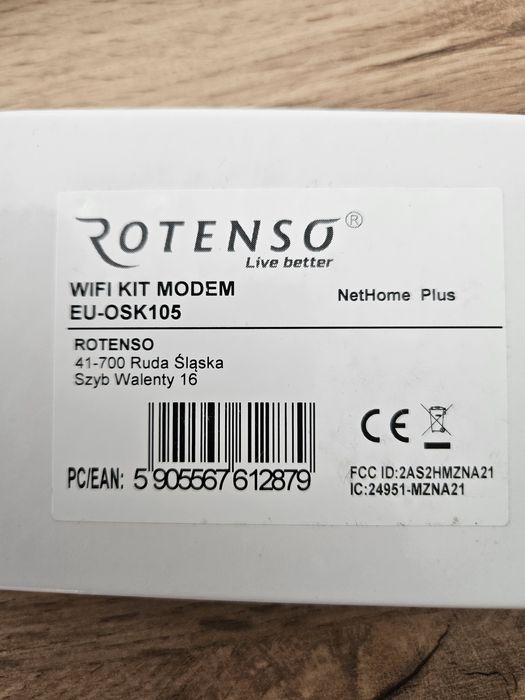 ROTENSO®
Live better
WIFI KIT MODEM
EU-OSK105
NetHome Plus
ROTENSO
41-700 Ruda Śląska
Szyb Walenty 16
CE
PC/EAN: 5 905567 612879
FCC ID:2AS2HMZNA21
IC:24951-MZNA21